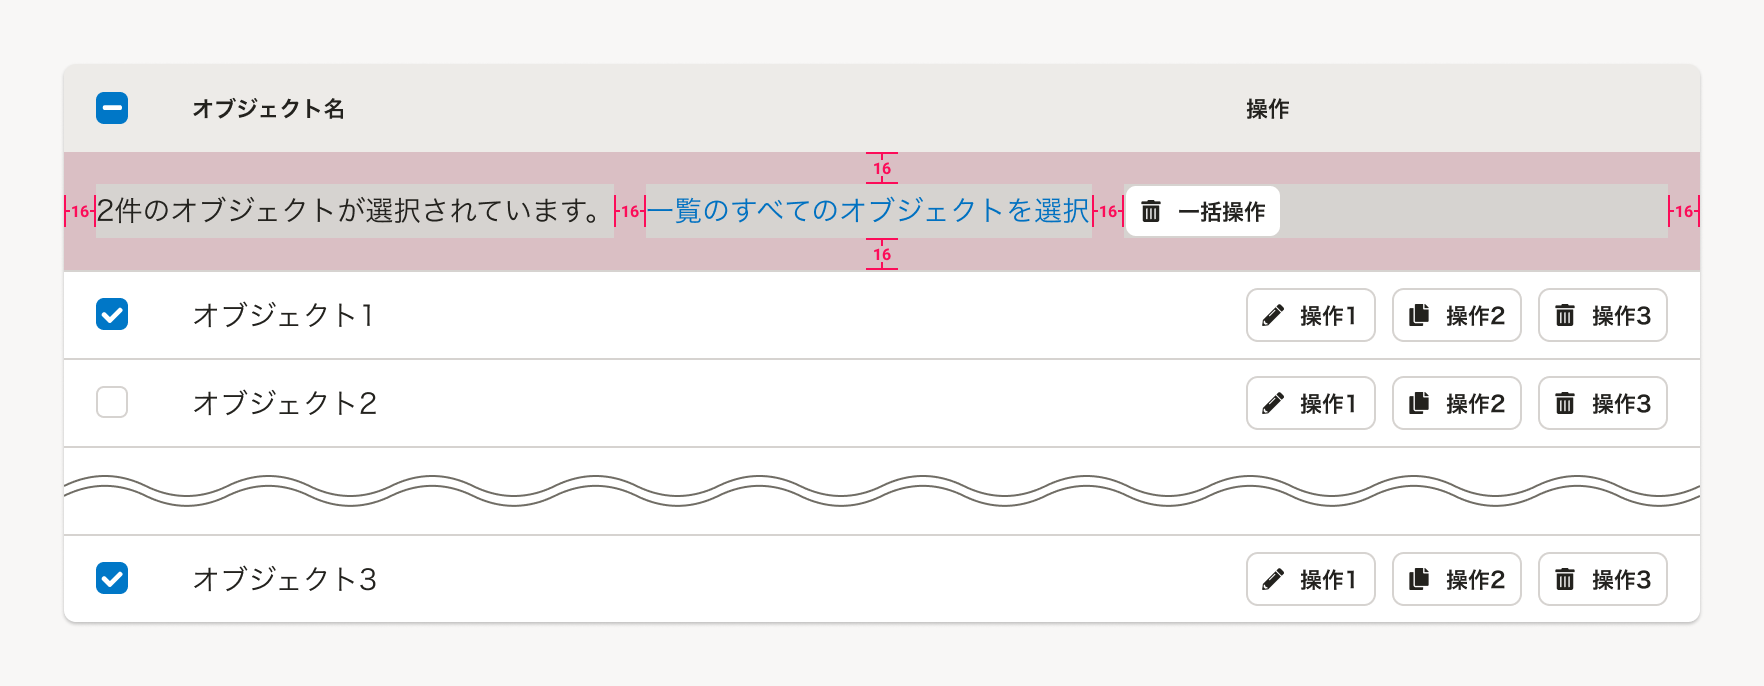 オブジェクト名 操作
16
16 2件のオブジェクトが選択されています。 16 一覧のすべてのオブジェクトを選択 16 一括操作 16
16
オブジェクト1 操作1 操作2 操作3
オブジェクト2 操作1 操作2 操作3
オブジェクト3 操作1 操作2 操作3